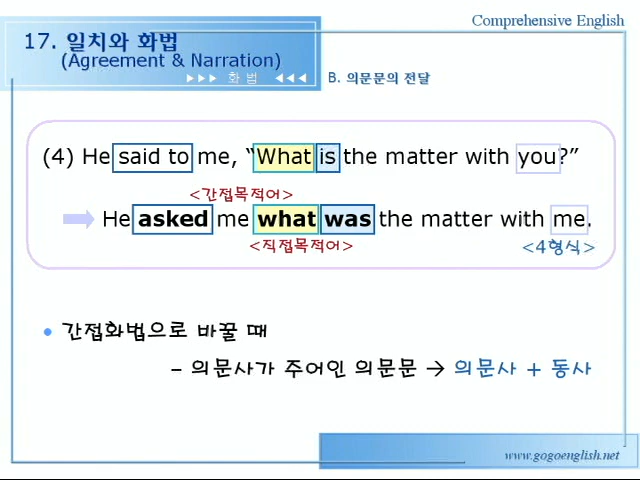 Comprehensive English
17. 일치와 화법
(Agreement & Narration)
▶▶▶ 화 법 ◀◀◀
B. 의문문의 전달
(4) He said to me, “What is the matter with you?”
<간접목적어>
He asked me what was the matter with me.
<직접목적어> <4형식>
• 간접화법으로 바꿀 때
– 의문사가 주어인 의문문 → 의문사 + 동사
www.gogoenglish.net